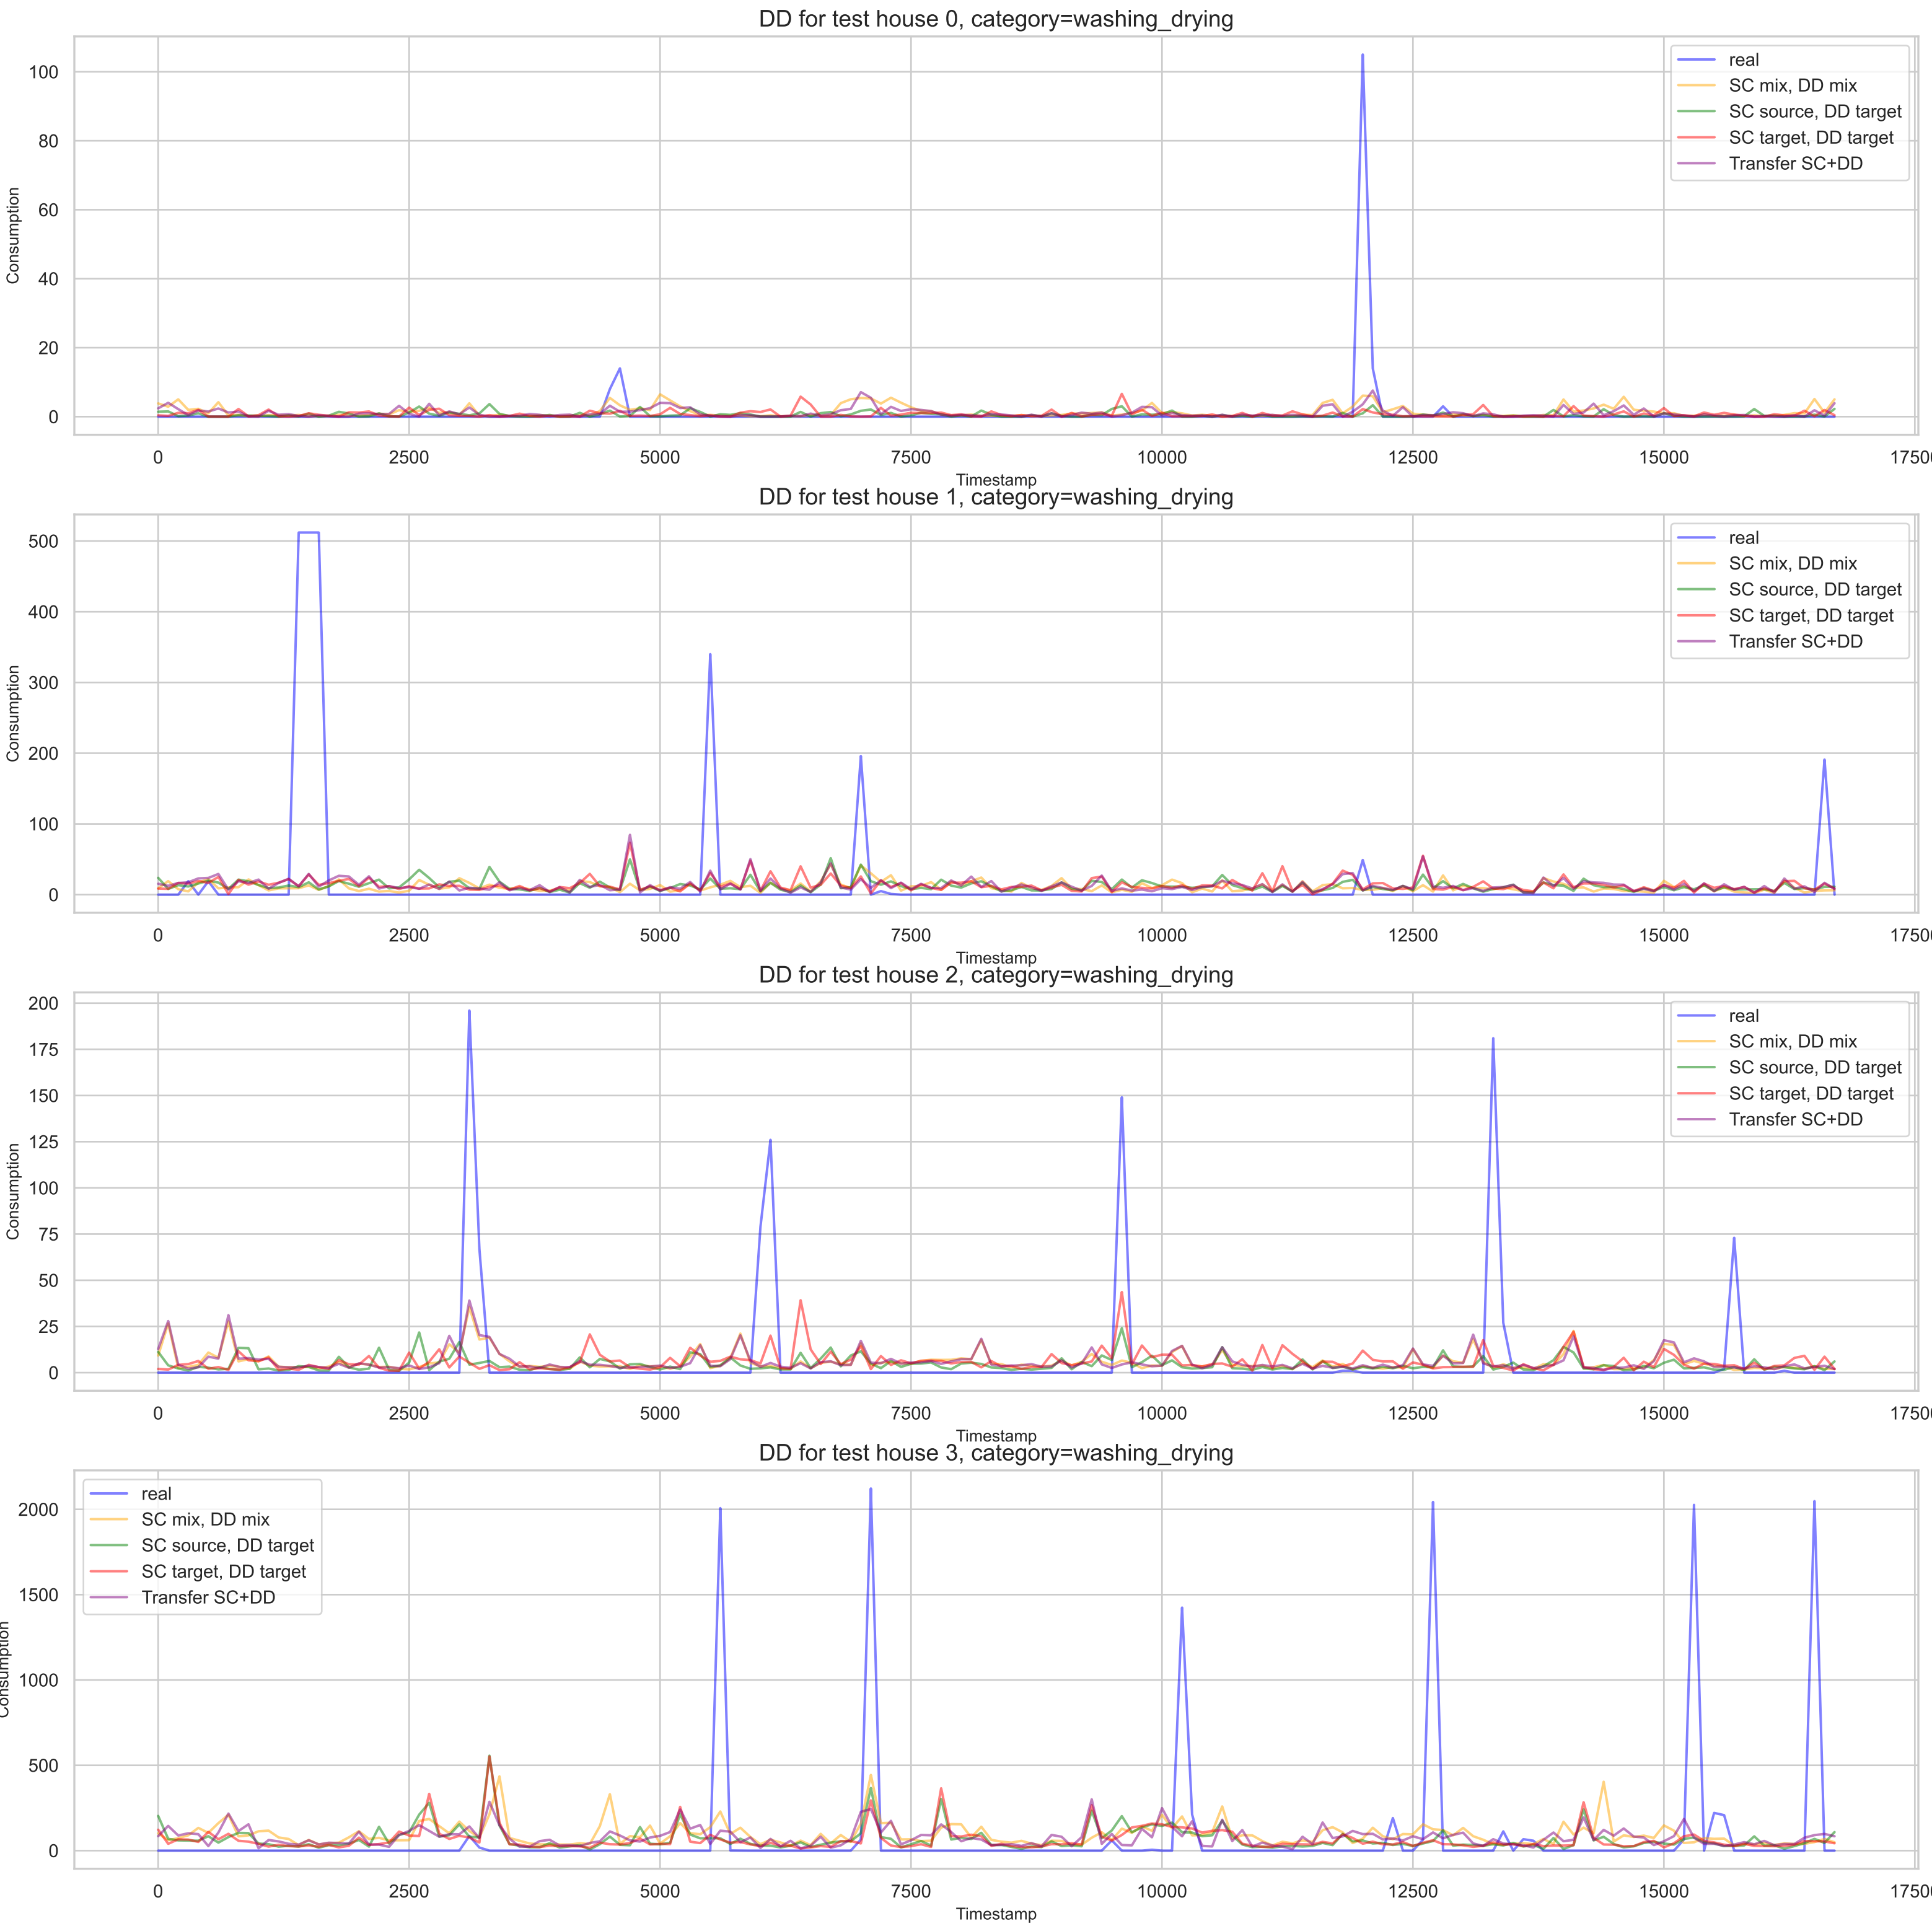 DD for test house 0, category=washing_drying
Consumption
100
80
60
40
20
0
real
SC mix, DD mix
SC source, DD target
SC target, DD target
Transfer SC+DD
0 2500 5000 7500 10000 12500 15000 1750
Timestamp
DD for test house 1, category=washing_drying
Consumption
500
400
300
200
100
0
real
SC mix, DD mix
SC source, DD target
SC target, DD target
Transfer SC+DD
0 2500 5000 7500 10000 12500 15000 1750
Timestamp
DD for test house 2, category=washing_drying
Consumption
200
175
150
125
100
75
50
25
0
real
SC mix, DD mix
SC source, DD target
SC target, DD target
Transfer SC+DD
0 2500 5000 7500 10000 12500 15000 1750
Timestamp
DD for test house 3, category=washing_drying
Consumption
2000
1500
1000
500
0
real
SC mix, DD mix
SC source, DD target
SC target, DD target
Transfer SC+DD
0 2500 5000 7500 10000 12500 15000 1750
Timestamp